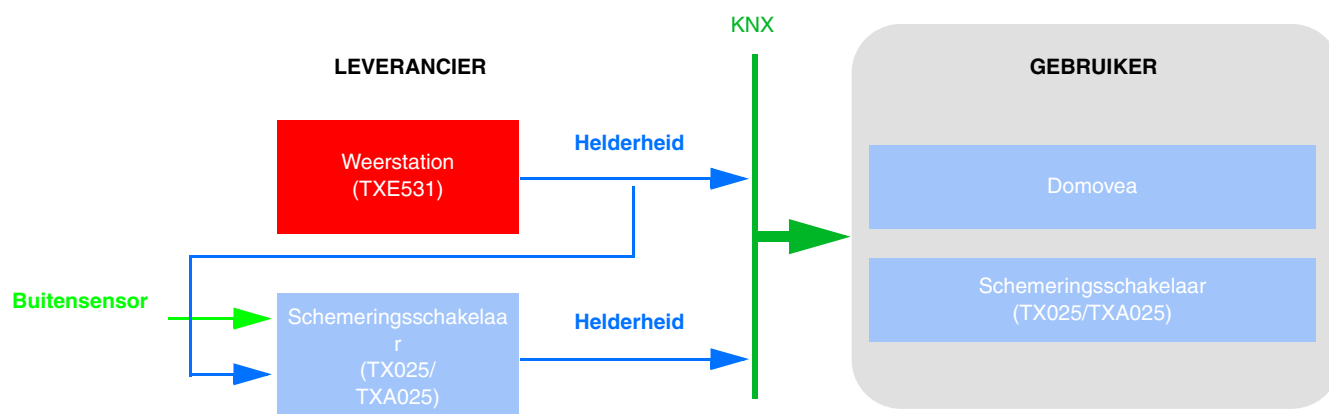 KNX
LEVERANCIER
GEBRUIKER
Weerstation
(TXE531)
Helderheid
Domovea
Buitensensor
Schemeringsschakelaa
r
(TX025/
TXA025)
Helderheid
Schemeringsschakelaar
(TX025/TXA025)